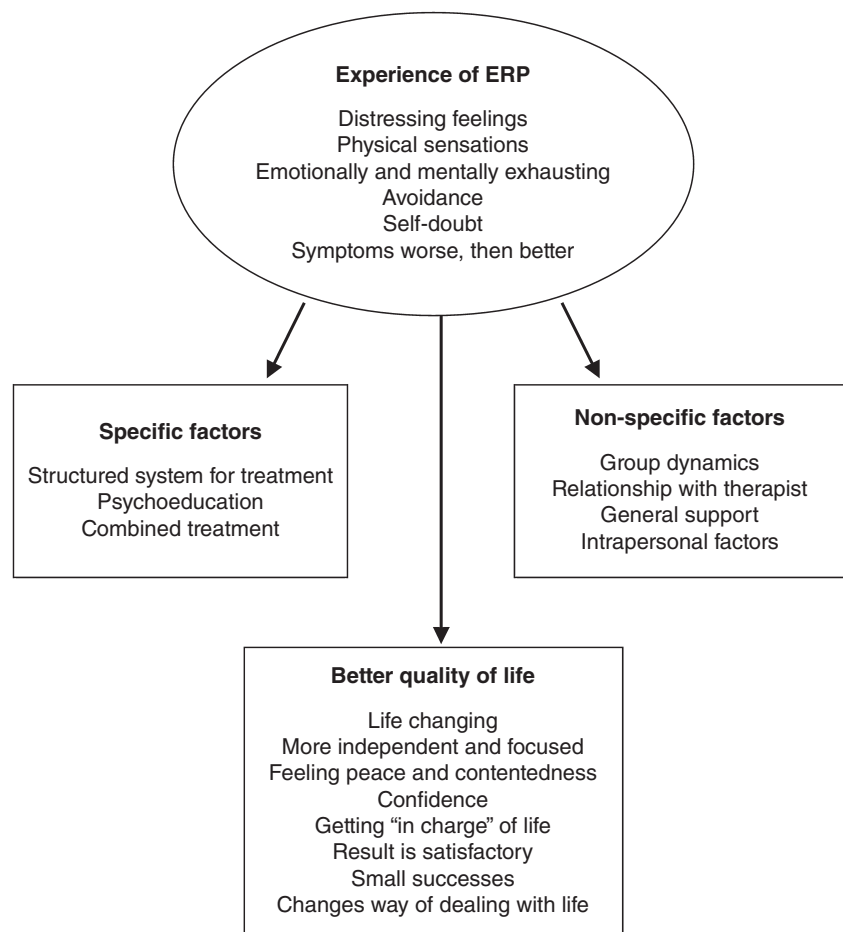 Experience of ERP
Distressing feelings
Physical sensations
Emotionally and mentally exhausting
Avoidance
Self-doubt
Symptoms worse, then better
Specific factors
Structured system for treatment
Psychoeducation
Combined treatment
Non-specific factors
Group dynamics
Relationship with therapist
General support
Intrapersonal factors
Better quality of life
Life changing
More independent and focused
Feeling peace and contentedness
Confidence
Getting “in charge” of life
Result is satisfactory
Small successes
Changes way of dealing with life